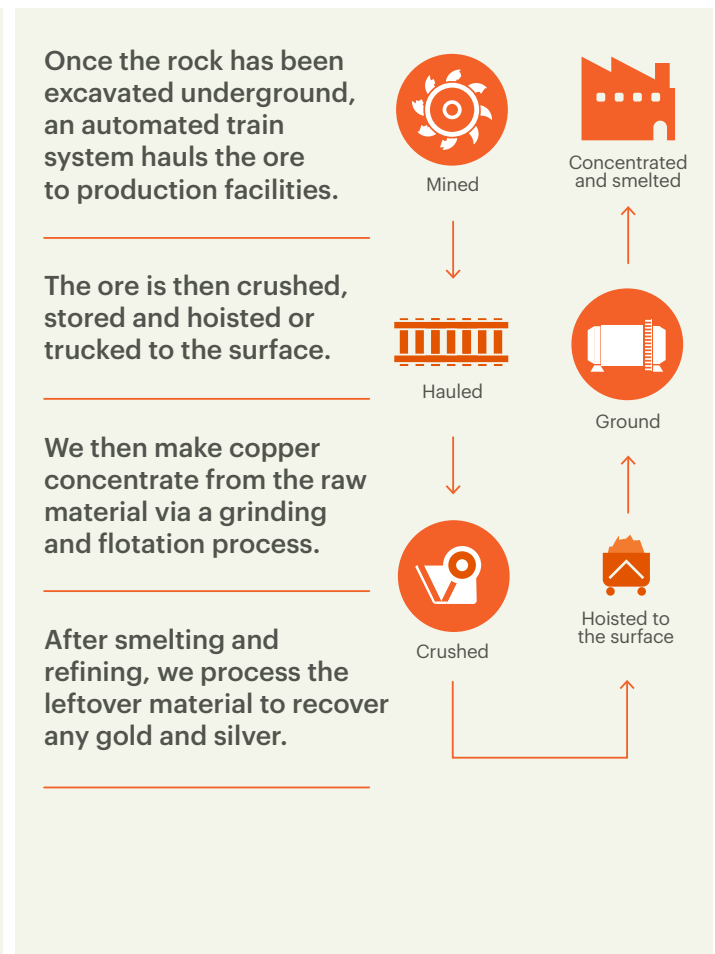 Once the rock has been
excavated underground,
an automated train
system hauls the ore
to production facilities.
The ore is then crushed,
stored and hoisted or
trucked to the surface.
We then make copper
concentrate from the raw
material via a grinding
and flotation process.
After smelting and
refining, we process the
leftover material to recover
any gold and silver.
Mined
Hauled
Crushed
Hoisted to
the surface
Ground
Concentrated
and smelted